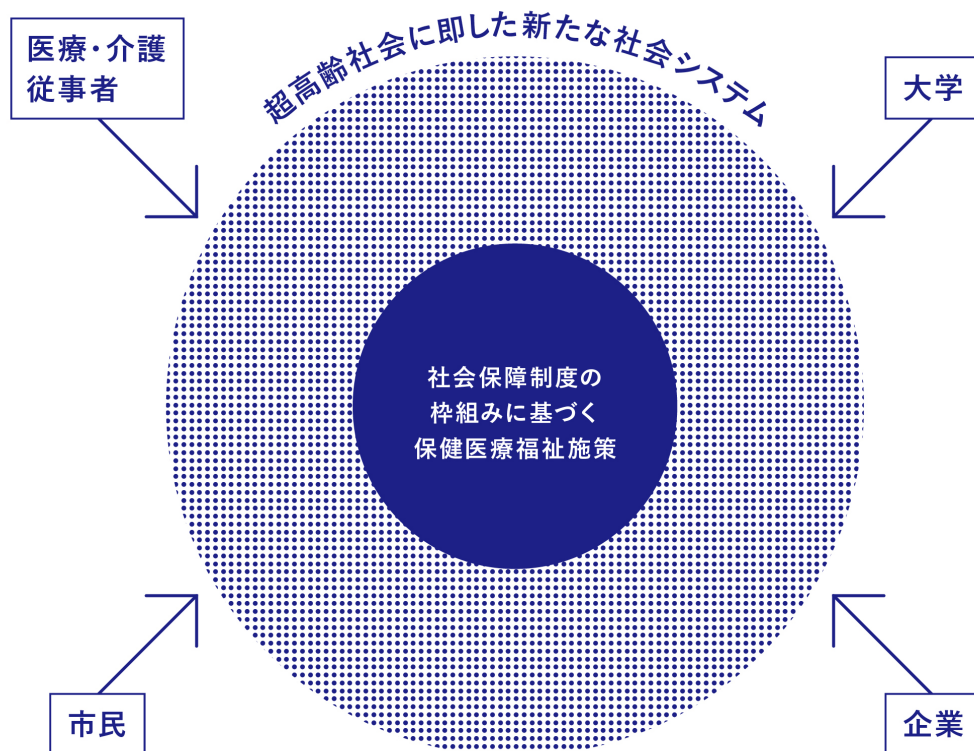 超高齢社会に即した新たな社会システム
医療・介護
従事者
大学
社会保障制度の
枠組みに基づく
保健医療福祉施策
市民
企業